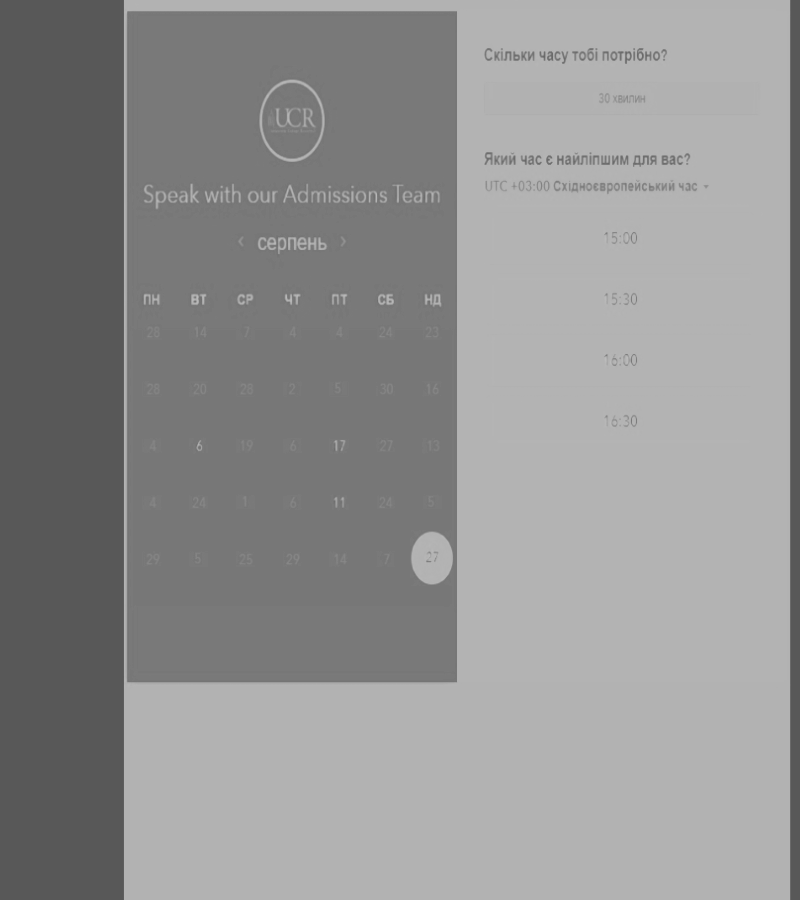 UCR
Speak with our Admissions Team
‹ серпень ›
ПН ВТ СР ЧТ ПТ СБ НД
28 14 7 4 4 24 23
28 20 28 2 5 30 16
4 6 19 6 17 27 13
4 24 1 6 11 24 5
29 5 25 29 14 7 27
Скільки часу тобі потрібно?
30 хвилин
Який час є найліпшим для вас?
UTC +03:00 Східноєвропейський час
15:00
15:30
16:00
16:30